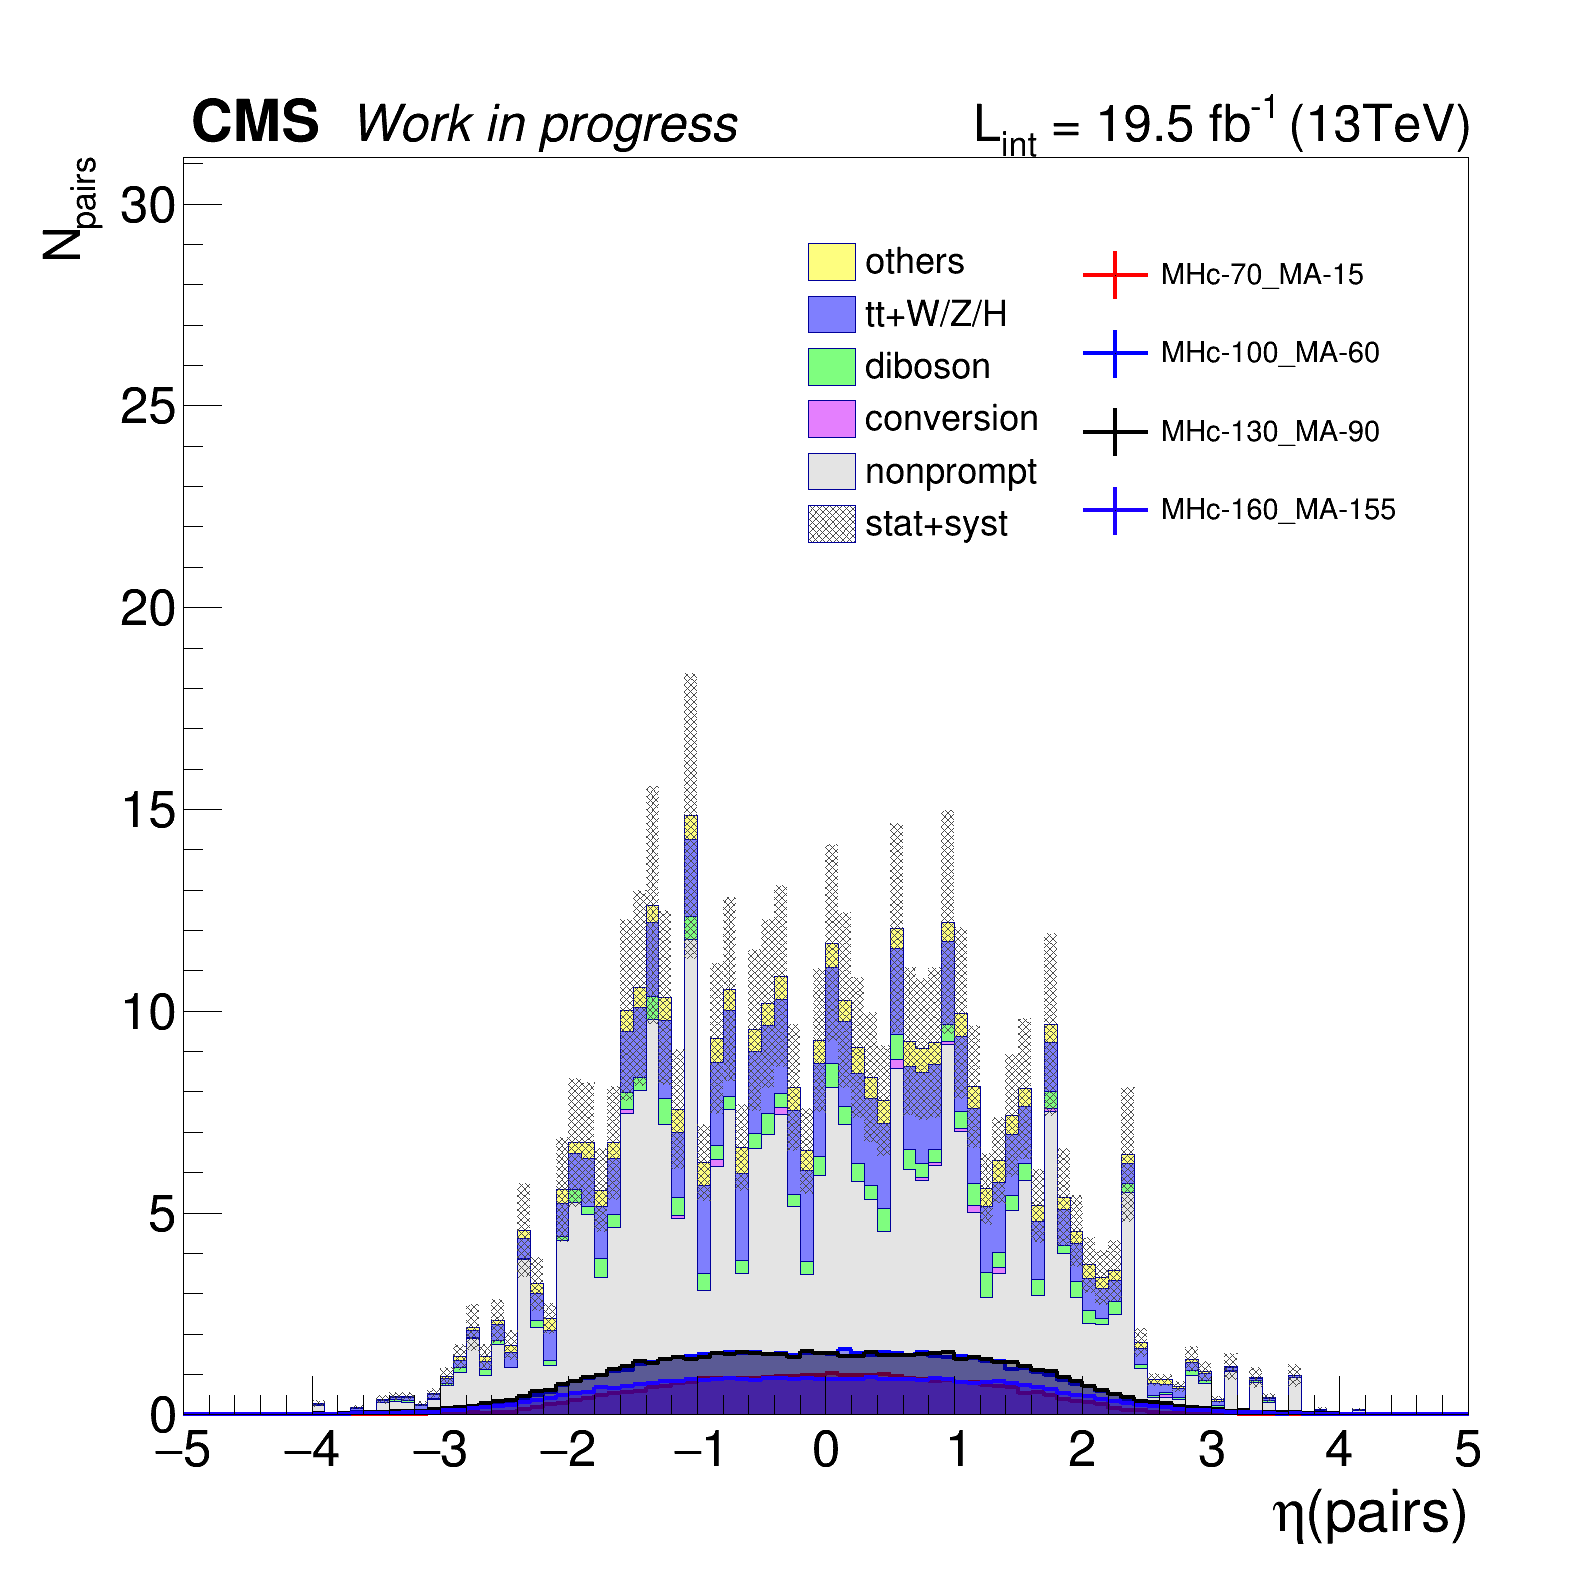 CMS Work in progress L_int = 19.5 fb^-1 (13TeV)
N_pairs
30
25
20
15
10
5
0
others
tt+W/Z/H
diboson
conversion
nonprompt
stat+syst
MHc-70_MA-15
MHc-100_MA-60
MHc-130_MA-90
MHc-160_MA-155
−5 −4 −3 −2 −1 0 1 2 3 4 5
η(pairs)